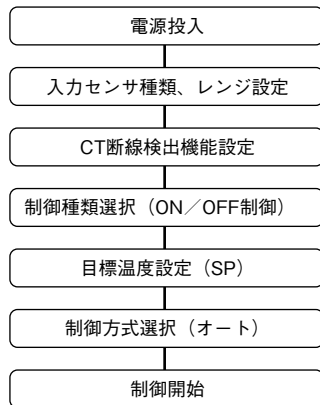 電源投入
入力センサ種類、レンジ設定
CT断線検出機能設定
制御種類選択（ON／OFF制御）
目標温度設定（SP）
制御方式選択（オート）
制御開始